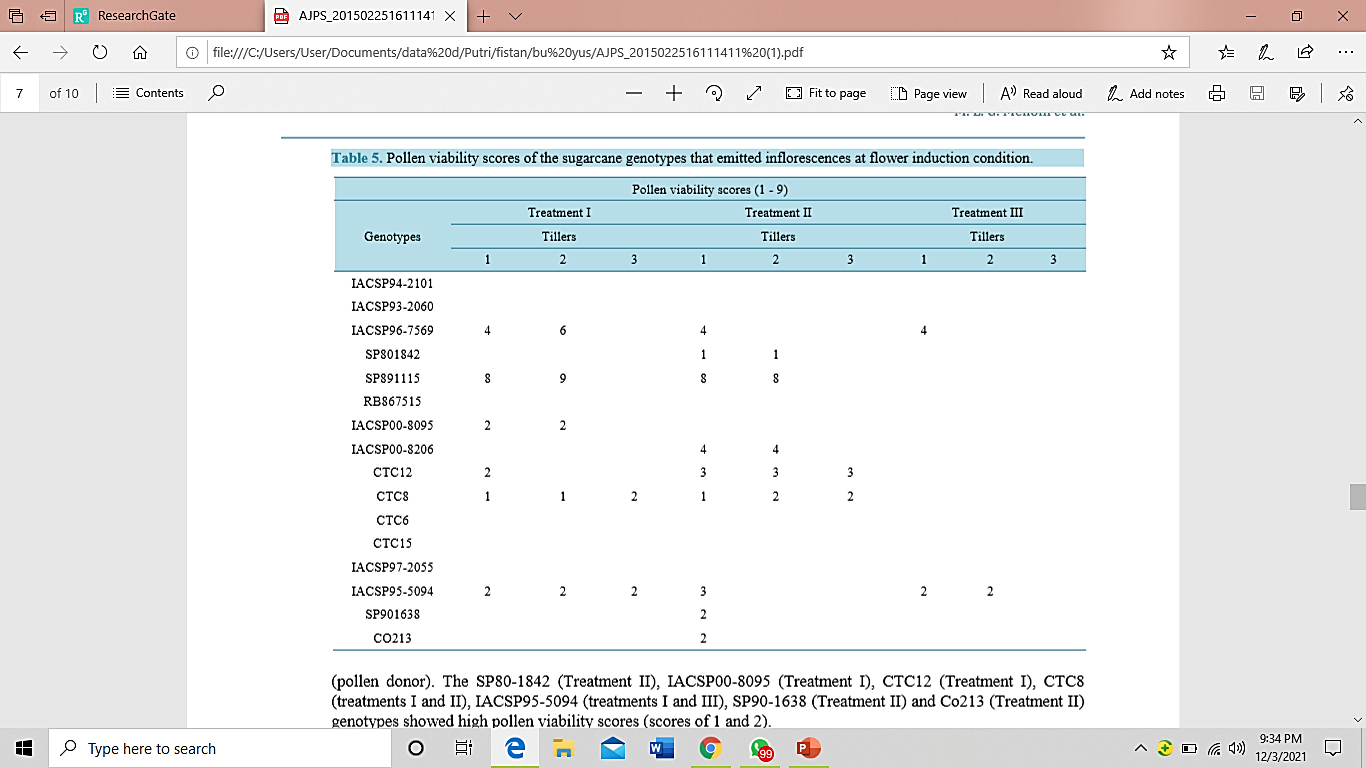 ResearchGate
AJPS_201502251611141
file:///C:/Users/User/Documents/data%20d/Putri/fistan/bu%20yus/AJPS_2015022516111411%20(1).pdf
7 of 10 Contents Fit to page Page view Read aloud Add notes
M. L. G. Melloni et al.
Table 5. Pollen viability scores of the sugarcane genotypes that emitted inflorescences at flower induction condition.
Pollen viability scores (1 - 9)
Treatment I Treatment II Treatment III
Genotypes Tillers Tillers Tillers
1 2 3 1 2 3 1 2 3
IACSP94-2101
IACSP93-2060
IACSP96-7569 4 6 4 4
SP801842 1 1
SP891115 8 9 8 8
RB867515
IACSP00-8095 2 2
IACSP00-8206 4 4
CTC12 2 3 3 3
CTC8 1 1 2 1 2 2
CTC6
CTC15
IACSP97-2055
IACSP95-5094 2 2 2 3 2 2
SP901638 2
CO213 2
(pollen donor). The SP80-1842 (Treatment II), IACSP00-8095 (Treatment I), CTC12 (Treatment I), CTC8
(treatments I and II), IACSP95-5094 (treatments I and III), SP90-1638 (Treatment II) and Co213 (Treatment II)
genotypes showed high pollen viability scores (scores of 1 and 2).
Type here to search
99
9:34 PM
12/3/2021